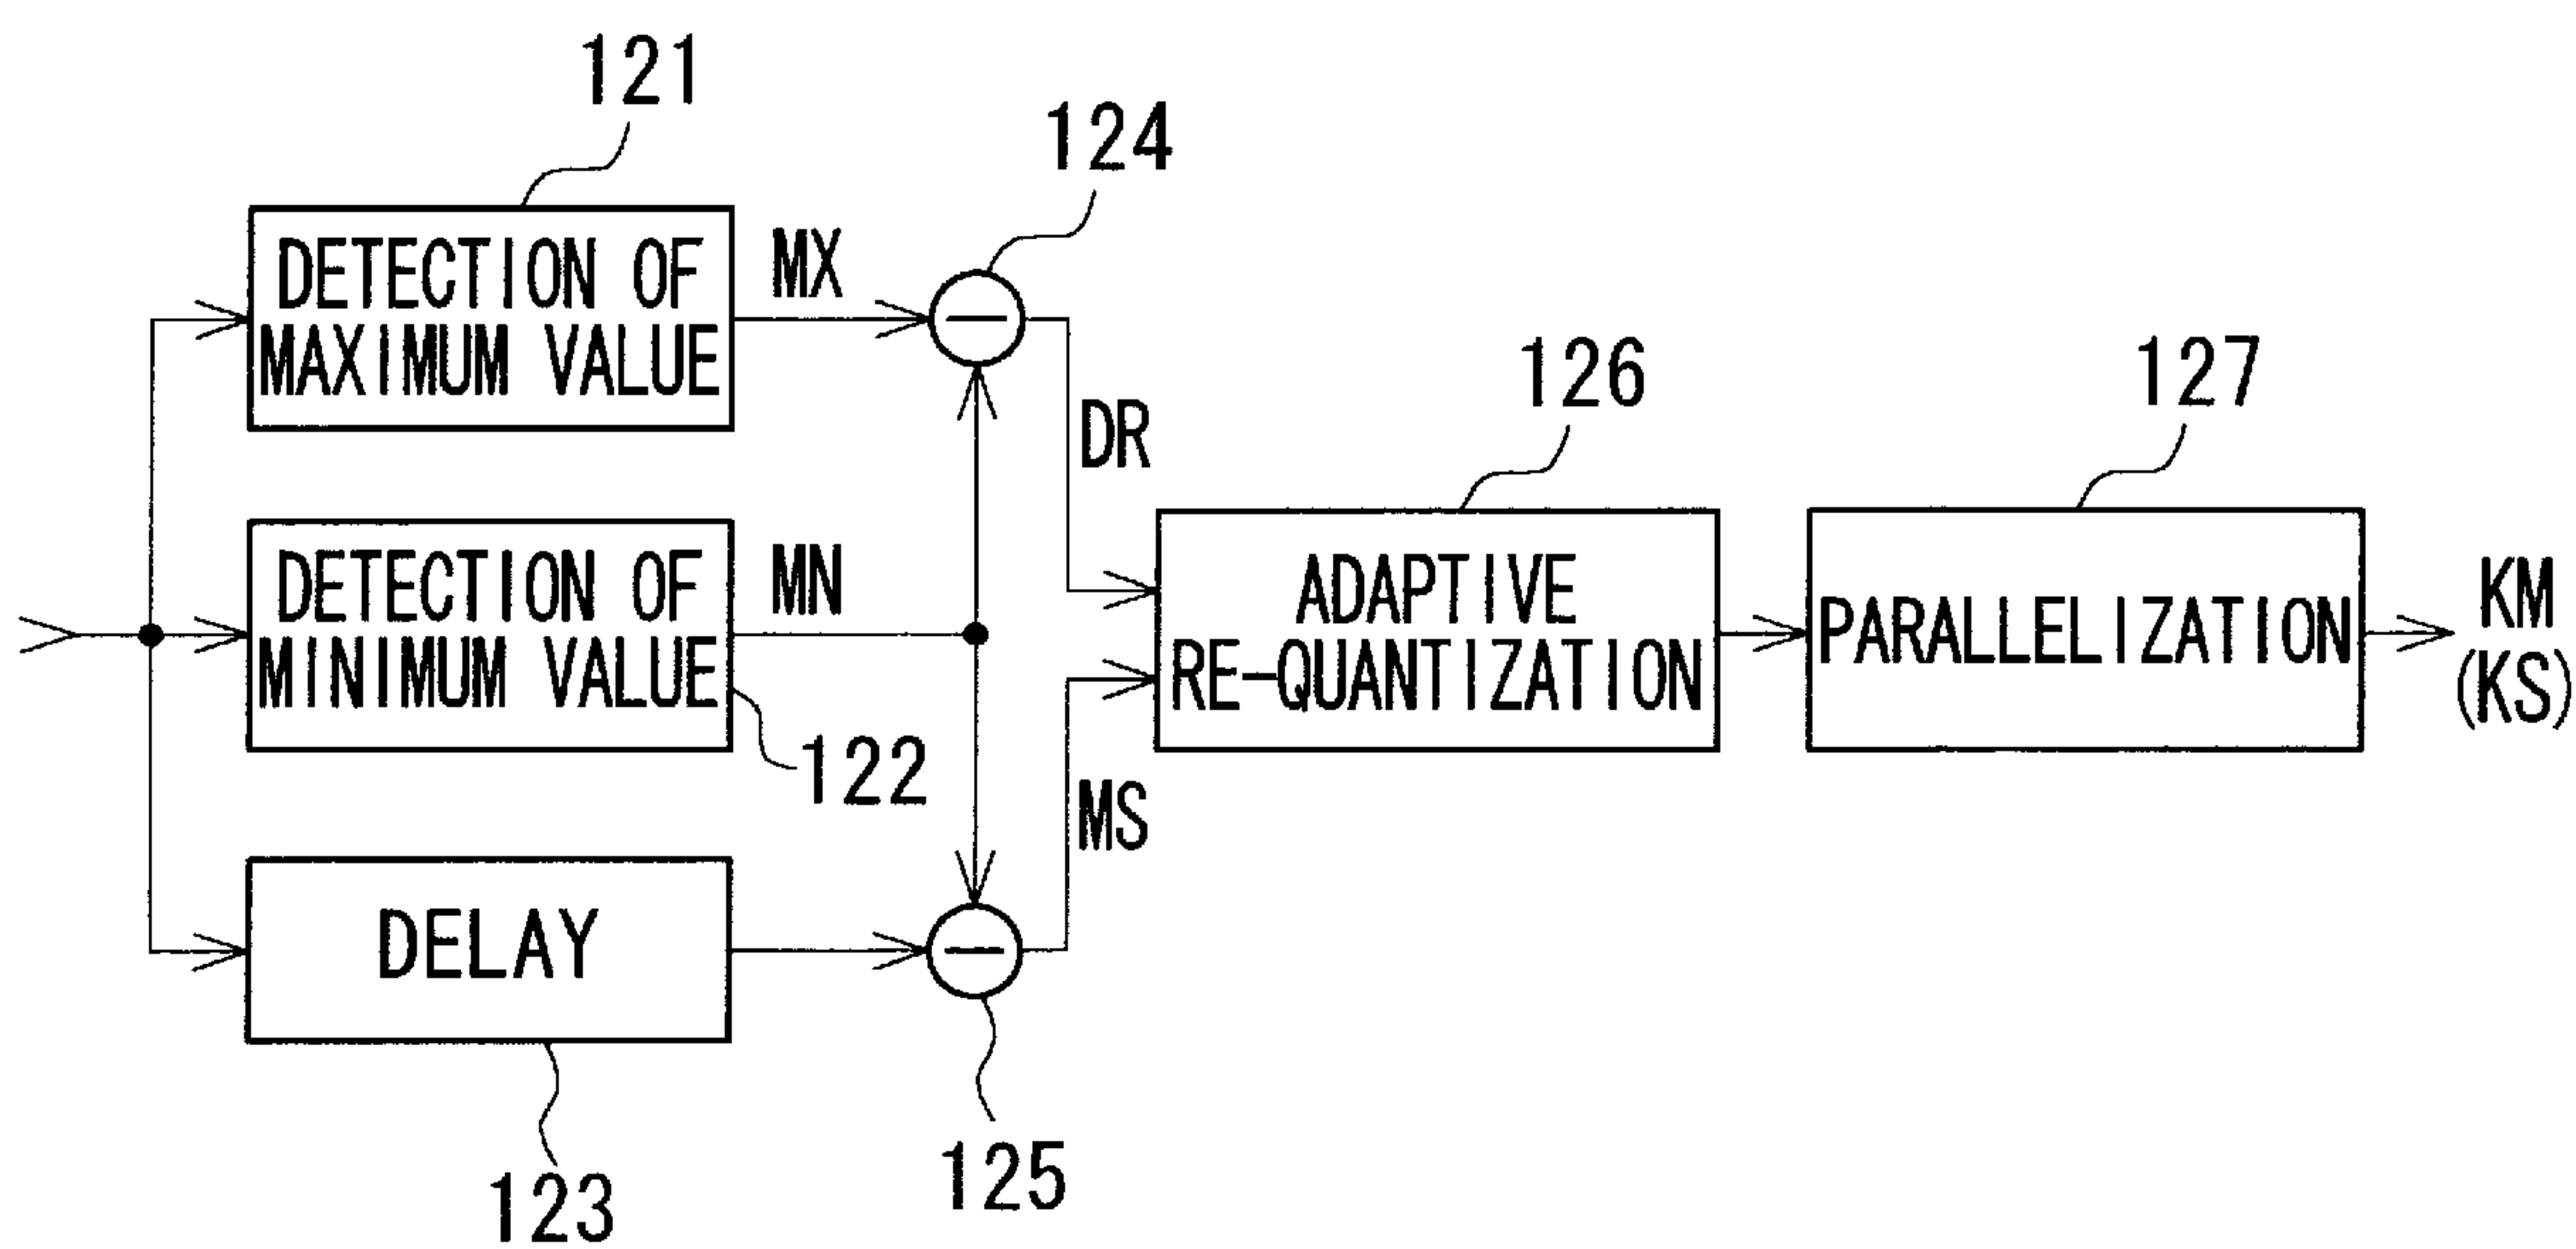 121
124
DETECTION OF
MAXIMUM VALUE
MX
126
127
DR
DETECTION OF
MINIMUM VALUE
MN
ADAPTIVE
RE-QUANTIZATION
PARALLELIZATION
KM
(KS)
122
MS
DELAY
125
123